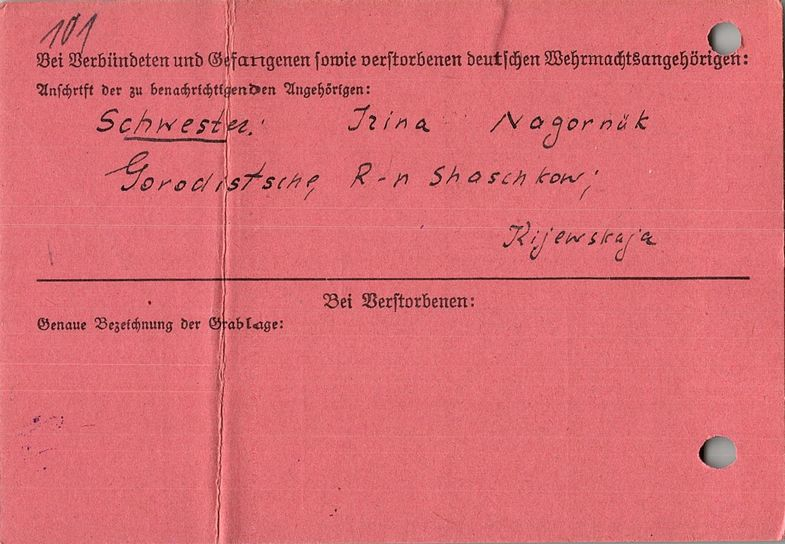 101
Bei Verbündeten und Gefangenen sowie verstorbenen deutschen Wehrmachtsangehörigen:
Anschrift der zu benachrichtigenden Angehörigen:
Schwester: Irina Nagornük
Gorodistsche, R-n Shaschkow,
Kijewskaja
Bei Verstorbenen:
Genaue Bezeichnung der Grablage: